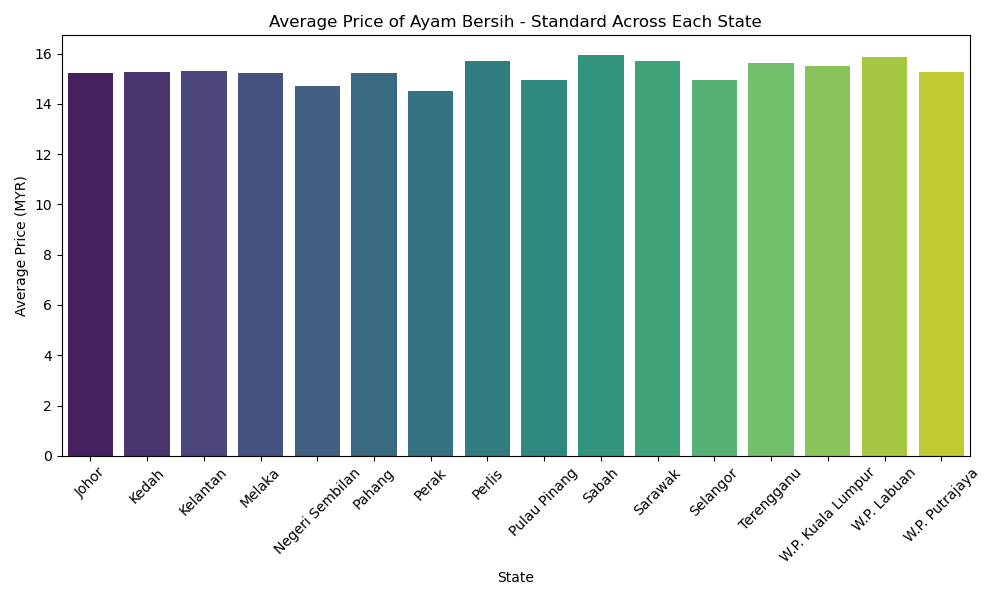 Average Price of Ayam Bersih - Standard Across Each State
Average Price (MYR)
16
14
12
10
8
6
4
2
0
Johor
Kedah
Kelantan
Melaka
Negeri Sembilan
Pahang
Perak
Perlis
Pulau Pinang
Sabah
Sarawak
Selangor
Terengganu
W.P. Kuala Lumpur
W.P. Labuan
W.P. Putrajaya
State